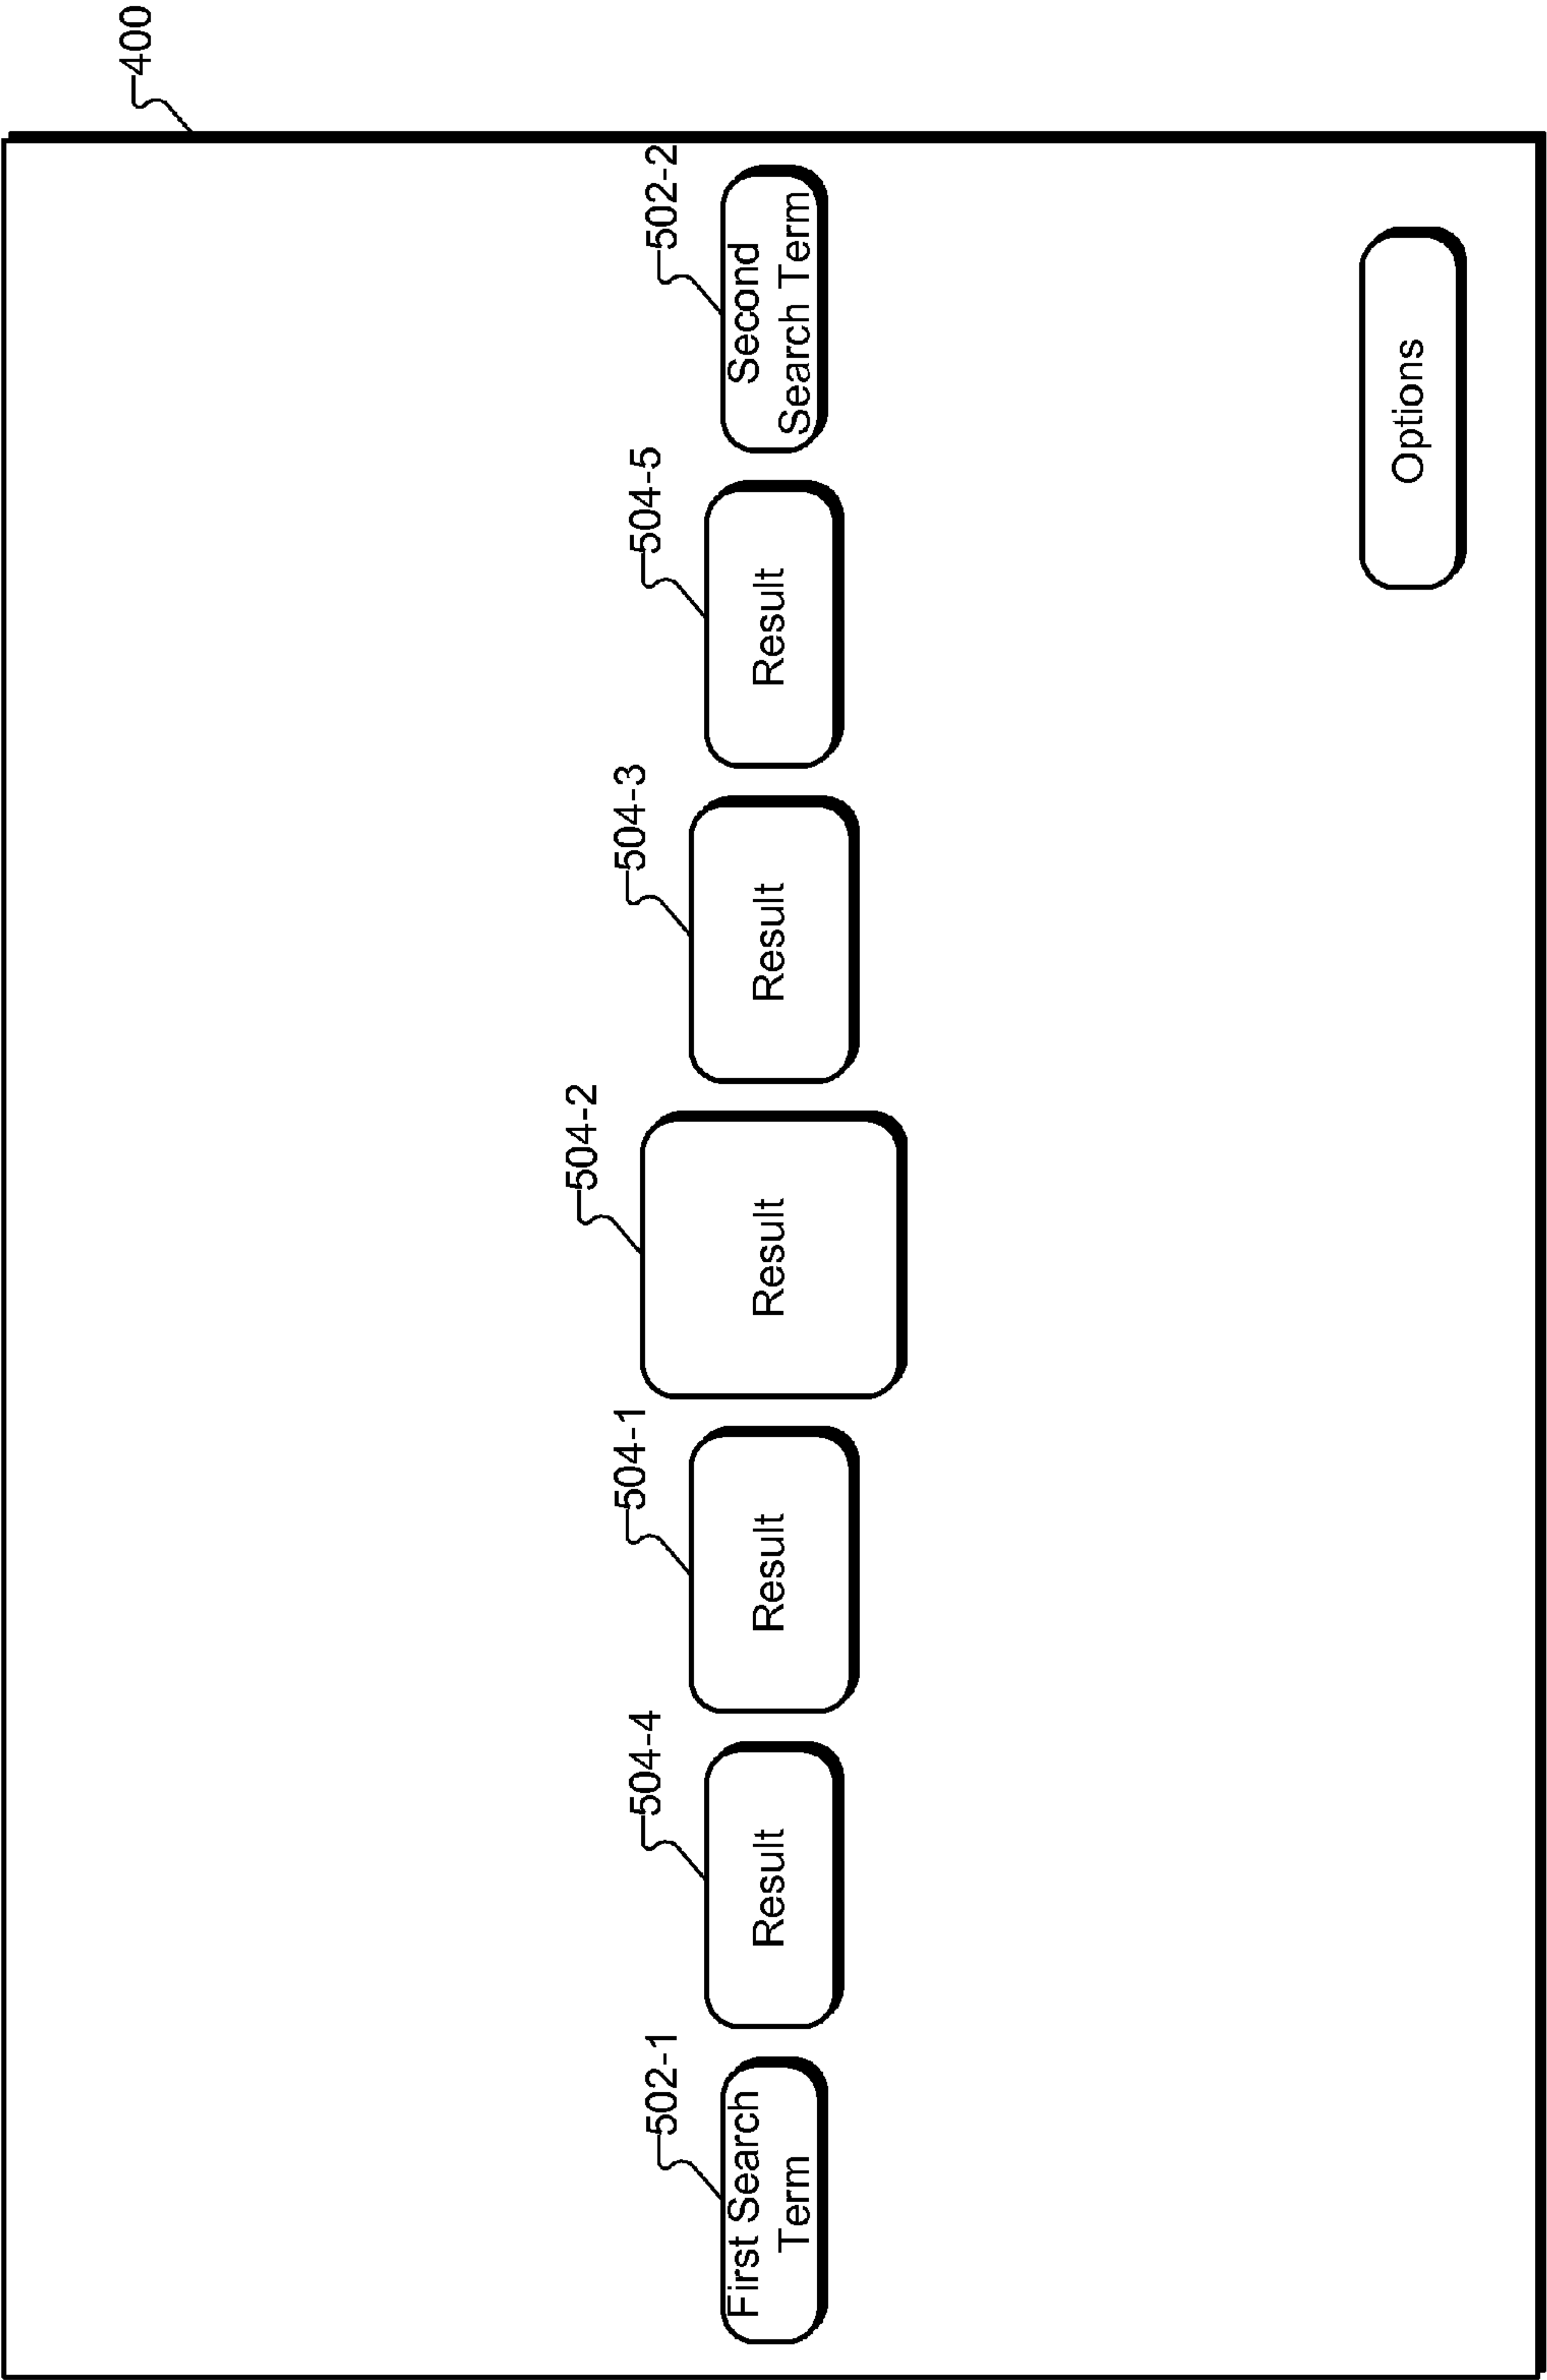 400
502-1
504-4
504-1
504-2
504-3
504-5
502-2
First Search
Term
Result
Result
Result
Result
Result
Second
Search Term
Options